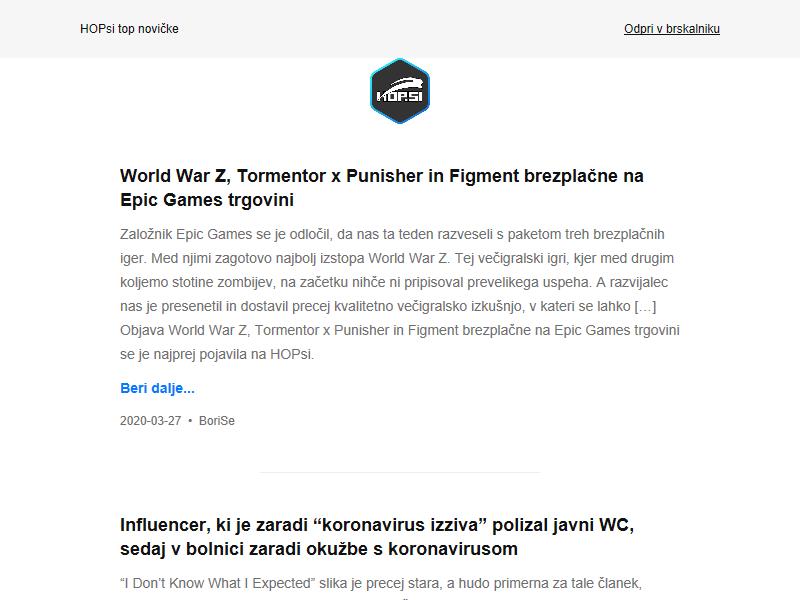 HOPsi top novičke
Odpri v brskalniku
HOPSI
World War Z, Tormentor x Punisher in Figment brezplačne na
Epic Games trgovini
Založnik Epic Games se je odločil, da nas ta teden razveseli s paketom treh brezplačnih
iger. Med njimi zagotovo najbolj izstopa World War Z. Tej večigralski igri, kjer med drugim
koljemo stotine zombijev, na začetku nihče ni pripisoval prevelikega uspeha. A razvijalec
nas je presenetil in dostavil precej kvalitetno večigralsko izkušnjo, v kateri se lahko […]
Objava World War Z, Tormentor x Punisher in Figment brezplačne na Epic Games trgovini
se je najprej pojavila na HOPsi.
Beri dalje...
2020-03-27 • BoriSe
Influencer, ki je zaradi “koronavirus izziva” polizal javni WC,
sedaj v bolnici zaradi okužbe s koronavirusom
“I Don’t Know What I Expected” slika je precej stara, a hudo primerna za tale članek,